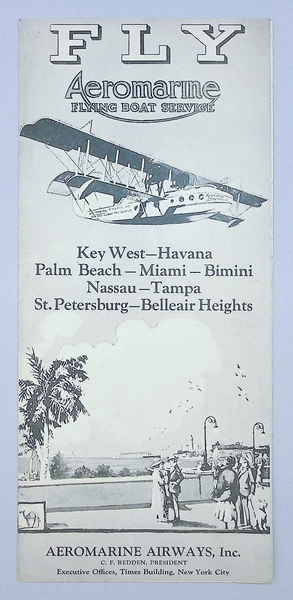 FLY
Aeromarine
FLYING BOAT SERVICE
Key West—Havana
Palm Beach — Miami — Bimini
Nassau — Tampa
St. Petersburg—Belleair Heights
AEROMARINE AIRWAYS, Inc.
C. F. REDDEN, PRESIDENT
Executive Offices, Times Building, New York City